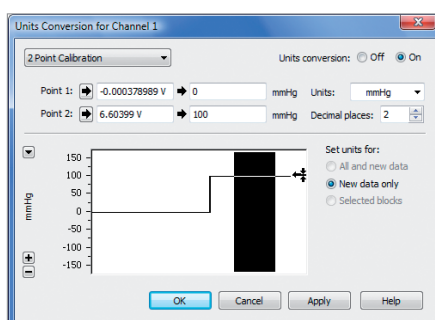 Units Conversion for Channel 1
2 Point Calibration Units conversion: Off On
Point 1: -0.000378989 V 0 mmHg Units: mmHg
Point 2: 6.60399 V 100 mmHg Decimal places: 2
Set units for:
All and new data
New data only
Selected blocks
mmHg
150
100
50
0
-50
-100
-150
OK Cancel Apply Help